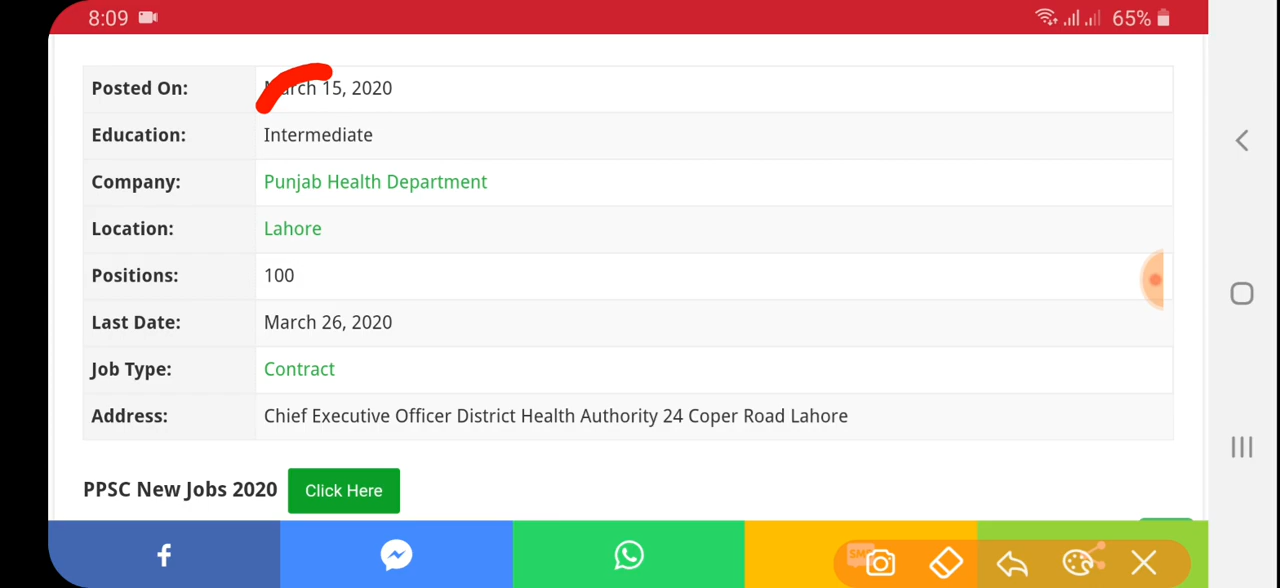 8:09 65%
Posted On: March 15, 2020
Education: Intermediate
Company: Punjab Health Department
Location: Lahore
Positions: 100
Last Date: March 26, 2020
Job Type: Contract
Address: Chief Executive Officer District Health Authority 24 Coper Road Lahore
PPSC New Jobs 2020 Click Here
SMS